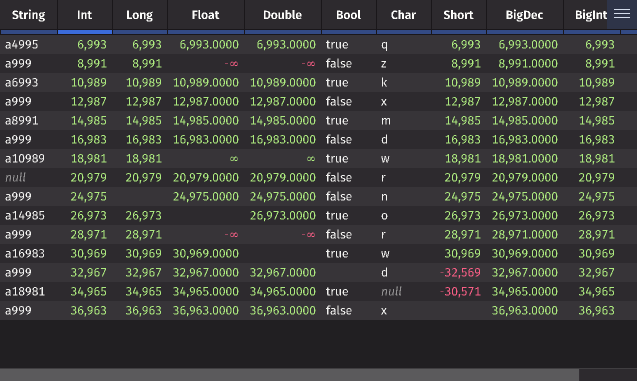 String Int Long Float Double Bool Char Short BigDec BigInt
a4995 6,993 6,993 6,993.0000 6,993.0000 true q 6,993 6,993.0000 6,993
a999 8,991 8,991 -∞ -∞ false z 8,991 8,991.0000 8,991
a6993 10,989 10,989 10,989.0000 10,989.0000 true k 10,989 10,989.0000 10,989
a999 12,987 12,987 12,987.0000 12,987.0000 false x 12,987 12,987.0000 12,987
a8991 14,985 14,985 14,985.0000 14,985.0000 true m 14,985 14,985.0000 14,985
a999 16,983 16,983 16,983.0000 16,983.0000 false d 16,983 16,983.0000 16,983
a10989 18,981 18,981 ∞ ∞ true w 18,981 18,981.0000 18,981
null 20,979 20,979 20,979.0000 20,979.0000 false r 20,979 20,979.0000 20,979
a999 24,975 24,975.0000 24,975.0000 false n 24,975 24,975.0000 24,975
a14985 26,973 26,973 26,973.0000 true o 26,973 26,973.0000 26,973
a999 28,971 28,971 -∞ -∞ false r 28,971 28,971.0000 28,971
a16983 30,969 30,969 30,969.0000 true w 30,969 30,969.0000 30,969
a999 32,967 32,967 32,967.0000 32,967.0000 d -32,569 32,967.0000 32,967
a18981 34,965 34,965 34,965.0000 34,965.0000 true null -30,571 34,965.0000 34,965
a999 36,963 36,963 36,963.0000 36,963.0000 false x 36,963.0000 36,963